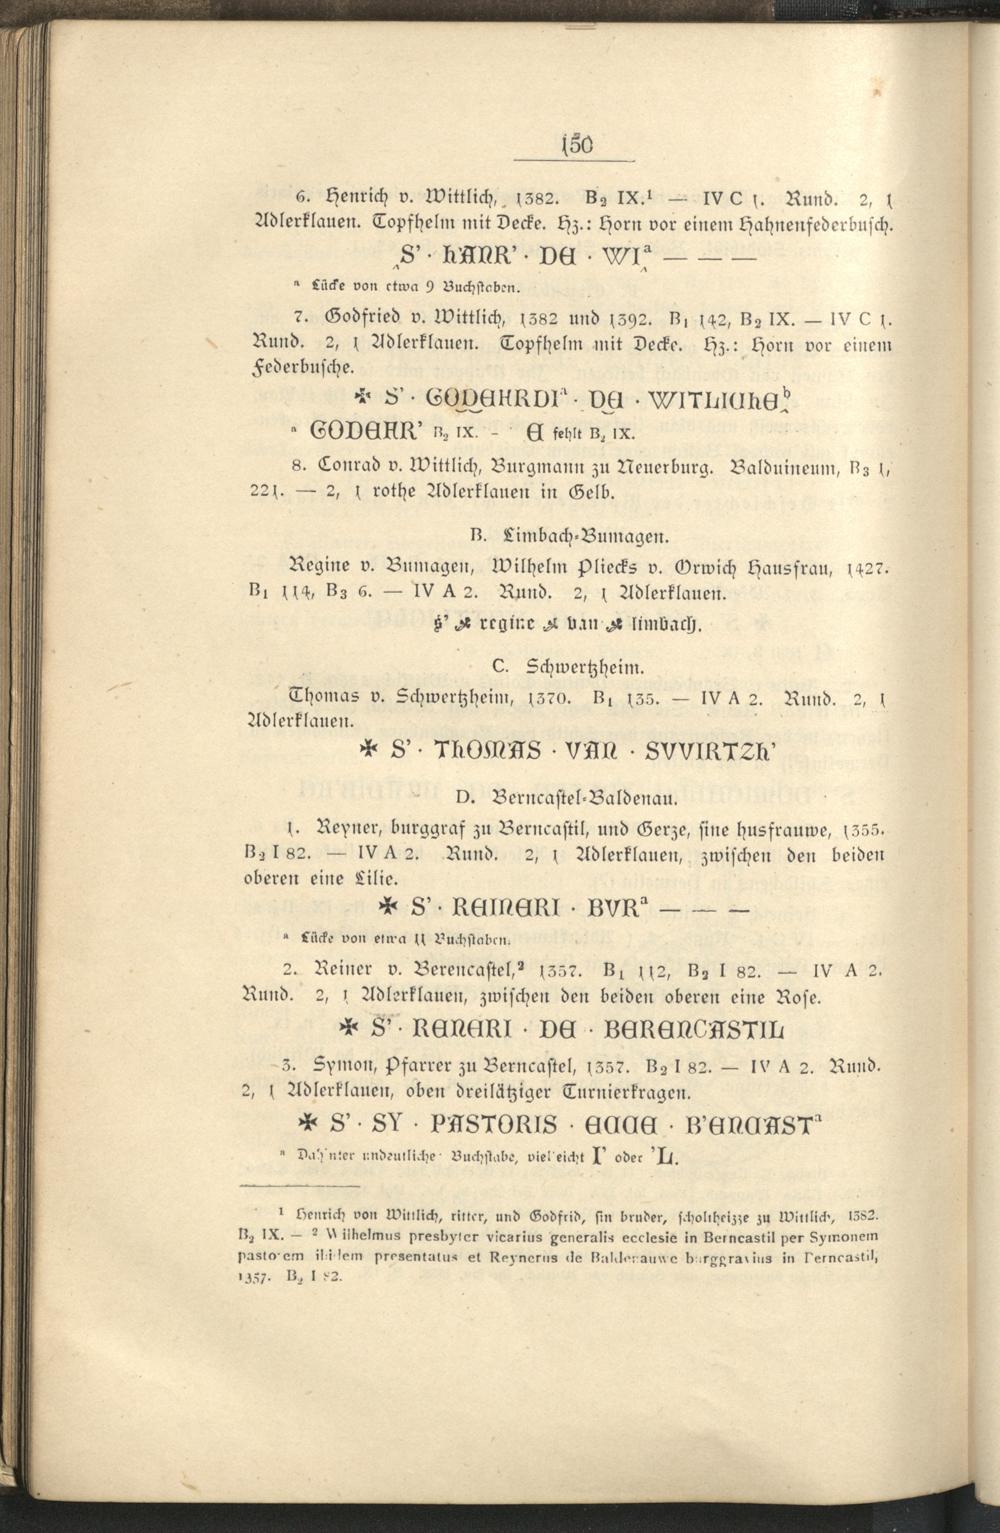 150
6. Henrich v. Wittlich, 1382. B₂ IX.¹ — IV C 1. Rund. 2, 1
Adlerklauen. Topfhelm mit Decke. Hz.: Horn vor einem Hahnenfederbusch.
S’ · hANR’ · DE · WIᵃ — — —
ᵃ Lücke von etwa 9 Buchstaben.
7. Godfried v. Wittlich, 1382 und 1392. B₁ 142, B₂ IX. — IV C 1.
Rund. 2, 1 Adlerklauen. Topfhelm mit Decke. Hz.: Horn vor einem
Federbusche.
✠ S’ · GODEHRDIᵃ · DE · WITLICHEᵇ
ᵃ GODEHR’ B₂ IX. – E fehlt B₂ IX.
8. Conrad v. Wittlich, Burgmann zu Neuerburg. Balduineum, B₃ 1,
221. — 2, 1 rothe Adlerklauen in Gelb.
B. Limbach-Bumagen.
Regine v. Bumagen, Wilhelm Pliecks v. Orwich Hausfrau, 1427.
B₁ 114, B₃ 6. — IV A 2. Rund. 2, 1 Adlerklauen.
s’ regine van limbach.
C. Schwertzheim.
Thomas v. Schwertzheim, 1370. B₁ 135. — IV A 2. Rund. 2, 1
Adlerklauen.
✠ S’ · ThOMAS · VAN · SVVIRTZh’
D. Berncastel-Baldenau.
1. Reyner, burggraf zu Berncastil, und Gerze, sine husfrauwe, 1355.
B₂ I 82. — IV A 2. Rund. 2, 1 Adlerklauen, zwischen den beiden
oberen eine Lilie.
✠ S’ · REINERI · BVRᵃ — — —
ᵃ Lücke von etwa 11 Buchstaben.
2. Reiner v. Berencastel,² 1357. B₁ 112, B₂ I 82. — IV A 2.
Rund. 2, 1 Adlerklauen, zwischen den beiden oberen eine Rose.
✠ S’ · RENERI · DE · BERENCASTIL
3. Symon, Pfarrer zu Berncastel, 1357. B₂ I 82. — IV A 2. Rund.
2, 1 Adlerklauen, oben dreilätziger Turnierkragen.
✠ S’ · SY · PASTORIS · ECCE · B’ENCASTᵃ
ᵃ Dahinter undeutlicher Buchstabe, vielleicht I’ oder ’L.
¹ Henrich von Wittlich, ritter, und Godfrid, sin bruder, scholtheizze zu Wittlich, 1382.
B₂ IX. — ² Wilhelmus presbyter vicarius generalis ecclesie in Berncastil per Symonem
pastorem ibidem presentatus et Reynerus de Baldenauwe burggravius in Berncastil,
1357. B₂ I 82.